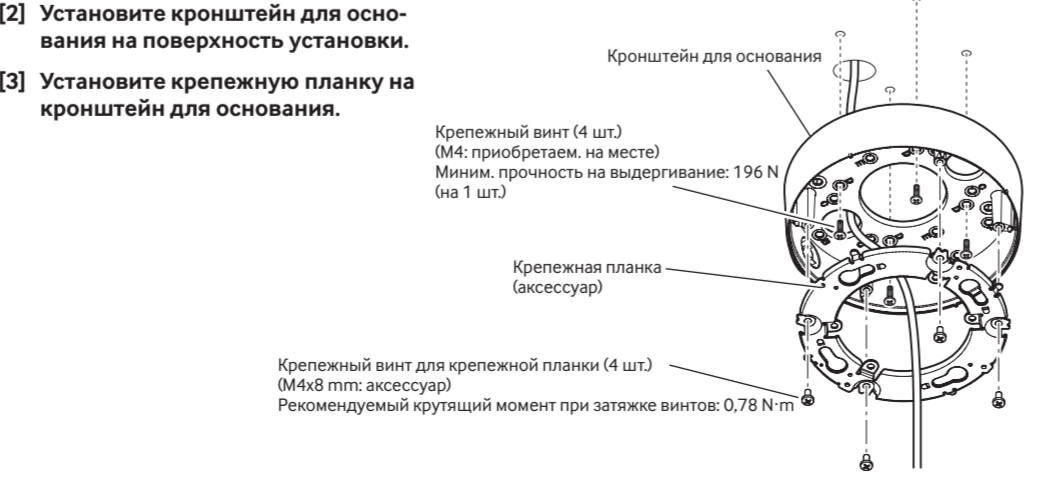 [2] Установите кронштейн для осно-
вания на поверхность установки.
[3] Установите крепежную планку на
кронштейн для основания.
Кронштейн для основания
Крепежный винт (4 шт.)
(M4: приобретаем. на месте)
Миним. прочность на выдергивание: 196 N
(на 1 шт.)
Крепежная планка
(аксессуар)
Крепежный винт для крепежной планки (4 шт.)
(M4x8 mm: аксессуар)
Рекомендуемый крутящий момент при затяжке винтов: 0,78 N·m